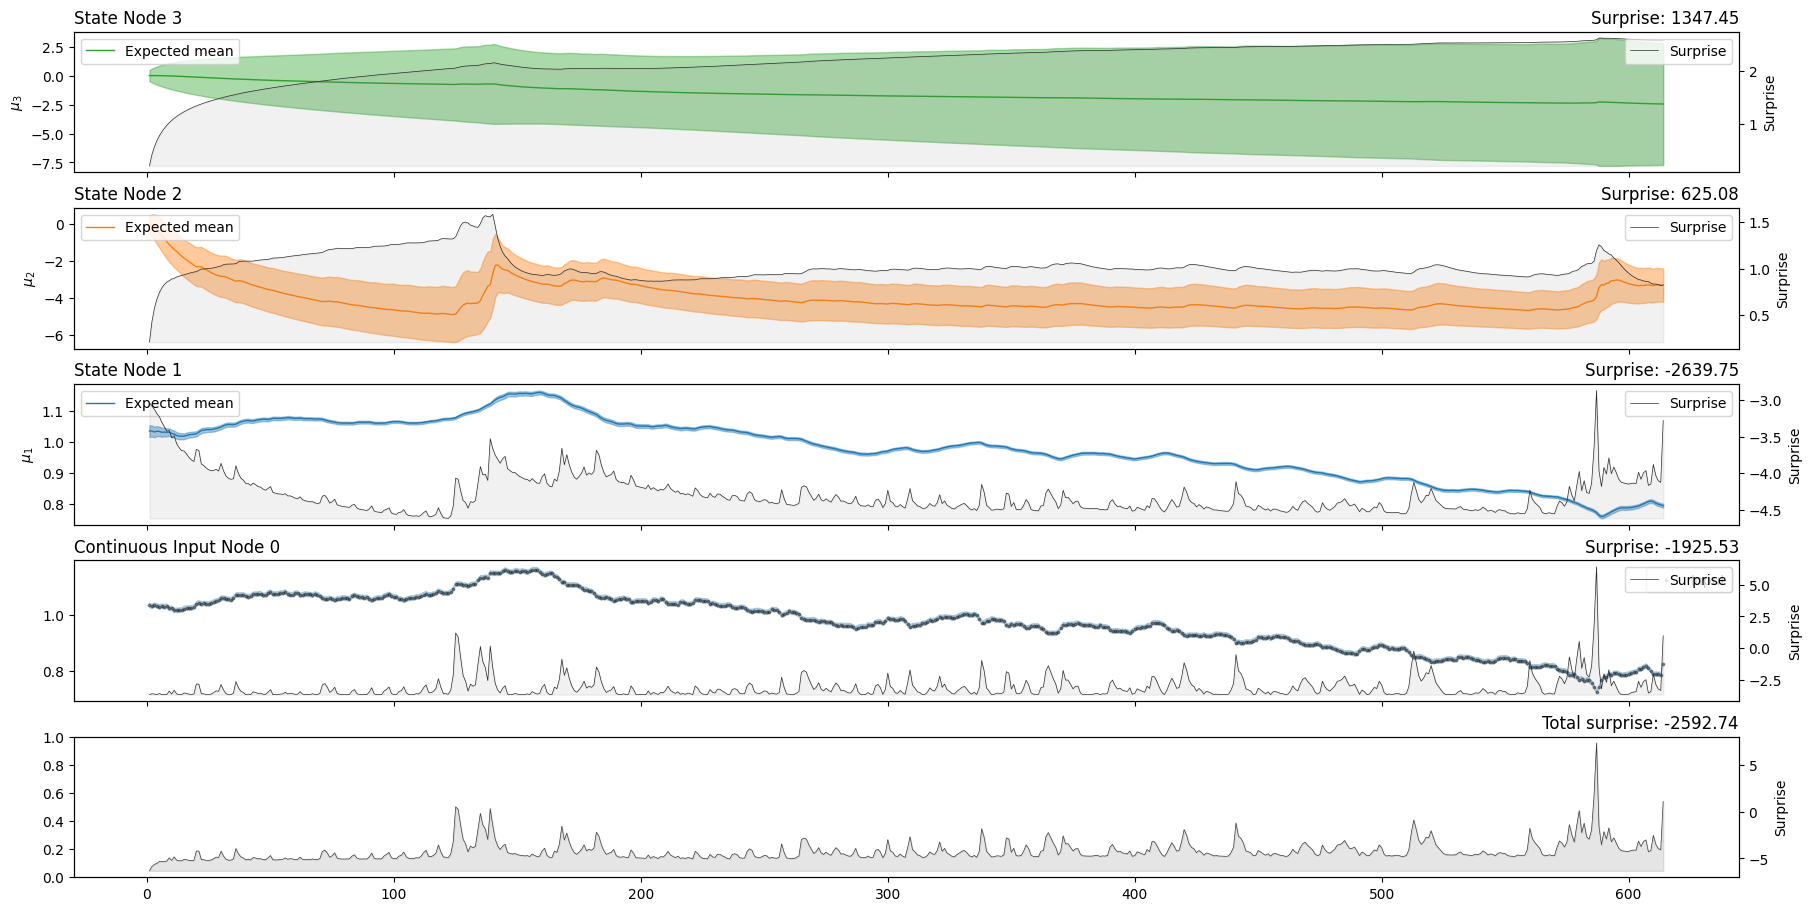 State Node 3
Surprise: 1347.45
Expected mean
Surprise
2.5
0.0
−2.5
−5.0
−7.5
μ3
2
1
Surprise
State Node 2
Surprise: 625.08
Expected mean
Surprise
0
−2
−4
−6
μ2
1.5
1.0
0.5
Surprise
State Node 1
Surprise: -2639.75
Expected mean
Surprise
1.1
1.0
0.9
0.8
μ1
−3.0
−3.5
−4.0
−4.5
Surprise
Continuous Input Node 0
Surprise: -1925.53
Surprise
1.0
0.8
5.0
2.5
0.0
−2.5
Surprise
Total surprise: -2592.74
1.0
0.8
0.6
0.4
0.2
0.0
5
0
−5
Surprise
0 100 200 300 400 500 600